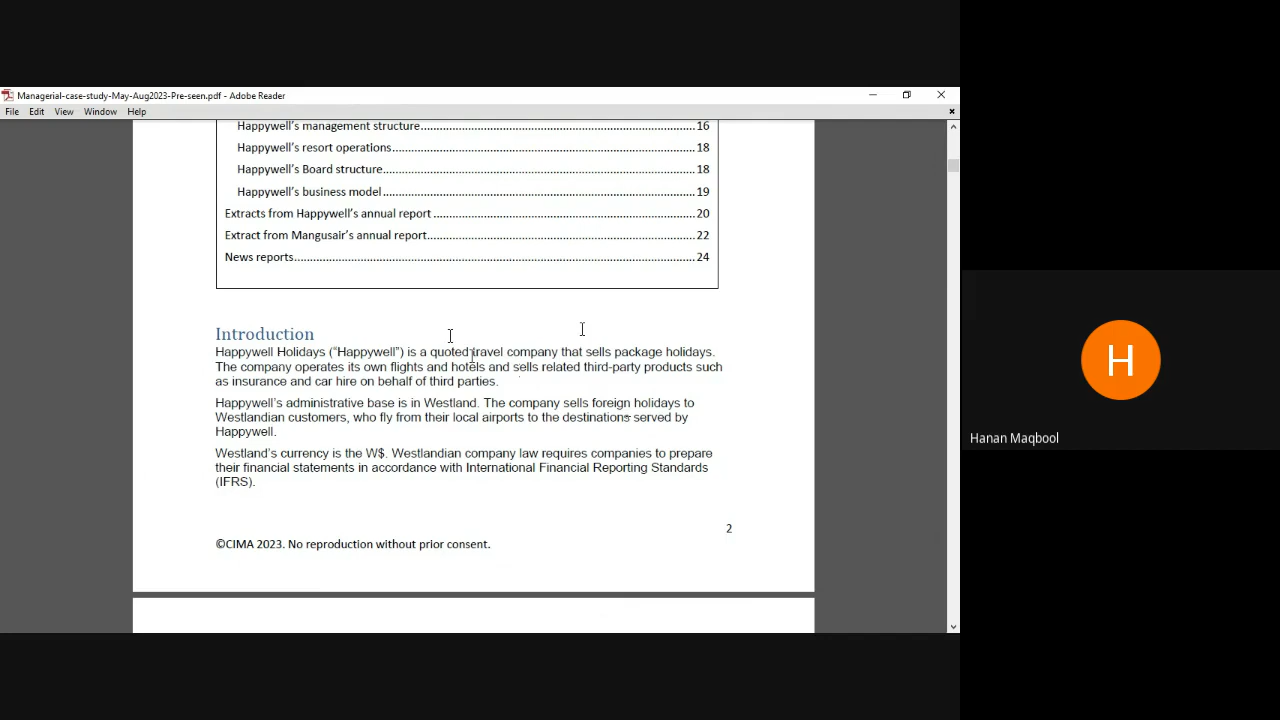 Managerial-case-study-May-Aug2023-Pre-seen.pdf - Adobe Reader
File Edit View Window Help
Happywell's management structure.....16
Happywell's resort operations.....18
Happywell's Board structure.....18
Happywell's business model.....19
Extracts from Happywell's annual report.....20
Extract from Mangusair's annual report.....22
News reports.....24
Introduction
Happywell Holidays ("Happywell") is a quoted travel company that sells package holidays.
The company operates its own flights and hotels and sells related third-party products such
as insurance and car hire on behalf of third parties.
Happywell's administrative base is in Westland. The company sells foreign holidays to
Westlandian customers, who fly from their local airports to the destinations served by
Happywell.
Westland's currency is the W$. Westlandian company law requires companies to prepare
their financial statements in accordance with International Financial Reporting Standards
(IFRS).
2
©CIMA 2023. No reproduction without prior consent.
H
Hanan Maqbool